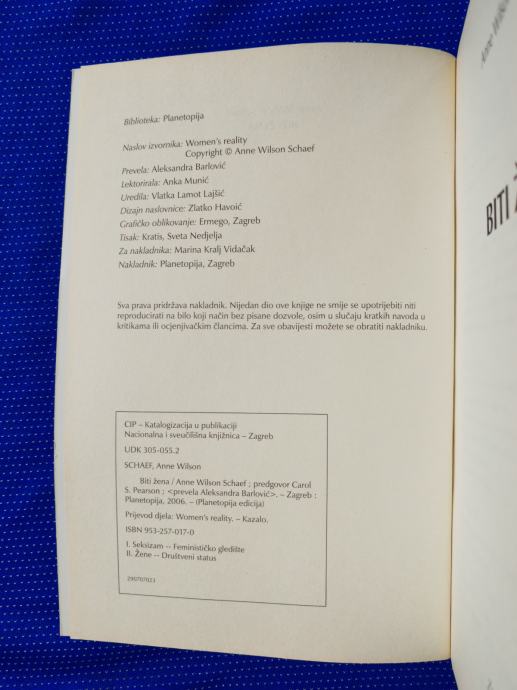 Biblioteka: Planetopija
Naslov izvornika: Women's reality
Copyright © Anne Wilson Schaef
Prevela: Aleksandra Barlović
Lektorirala: Anka Munić
Uredila: Vlatka Lamot Lajšić
Dizajn naslovnice: Zlatko Havoić
Grafičko oblikovanje: Ermego, Zagreb
Tisak: Kratis, Sveta Nedjelja
Za nakladnika: Marina Kralj Vidačak
Nakladnik: Planetopija, Zagreb
Sva prava pridržava nakladnik. Nijedan dio ove knjige ne smije se upotrijebiti niti
reproducirati na bilo koji način bez pisane dozvole, osim u slučaju kratkih navoda u
kritikama ili ocjenjivačkim člancima. Za sve obavijesti možete se obratiti nakladniku.
CIP – Katalogizacija u publikaciji
Nacionalna i sveučilišna knjižnica – Zagreb
UDK 305-055.2
SCHAEF, Anne Wilson
Biti žena / Anne Wilson Schaef ; predgovor Carol
S. Pearson ; <prevela Aleksandra Barlović>. – Zagreb :
Planetopija, 2006. – (Planetopija edicija)
Prijevod djela: Women's reality. – Kazalo.
ISBN 953-257-017-0
I. Seksizam -- Feminističko gledište
II. Žene -- Društveni status
290707023
Anne
BITI